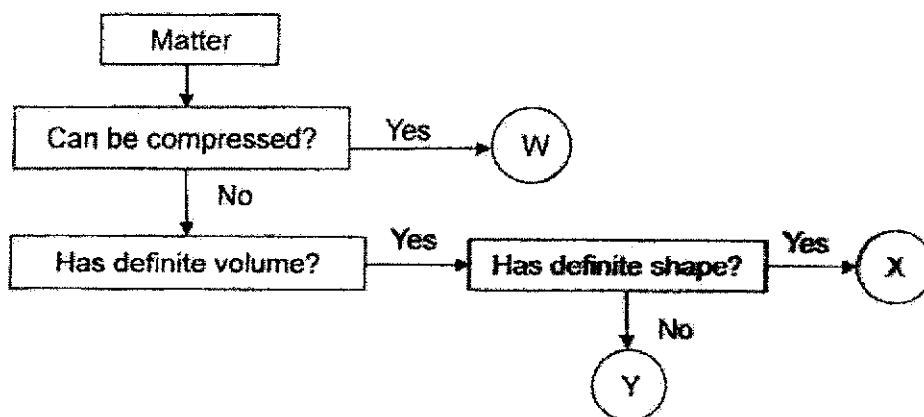 Matter
Can be compressed?
Yes
W
No
Has definite volume?
Yes
Has definite shape?
Yes
X
No
Y